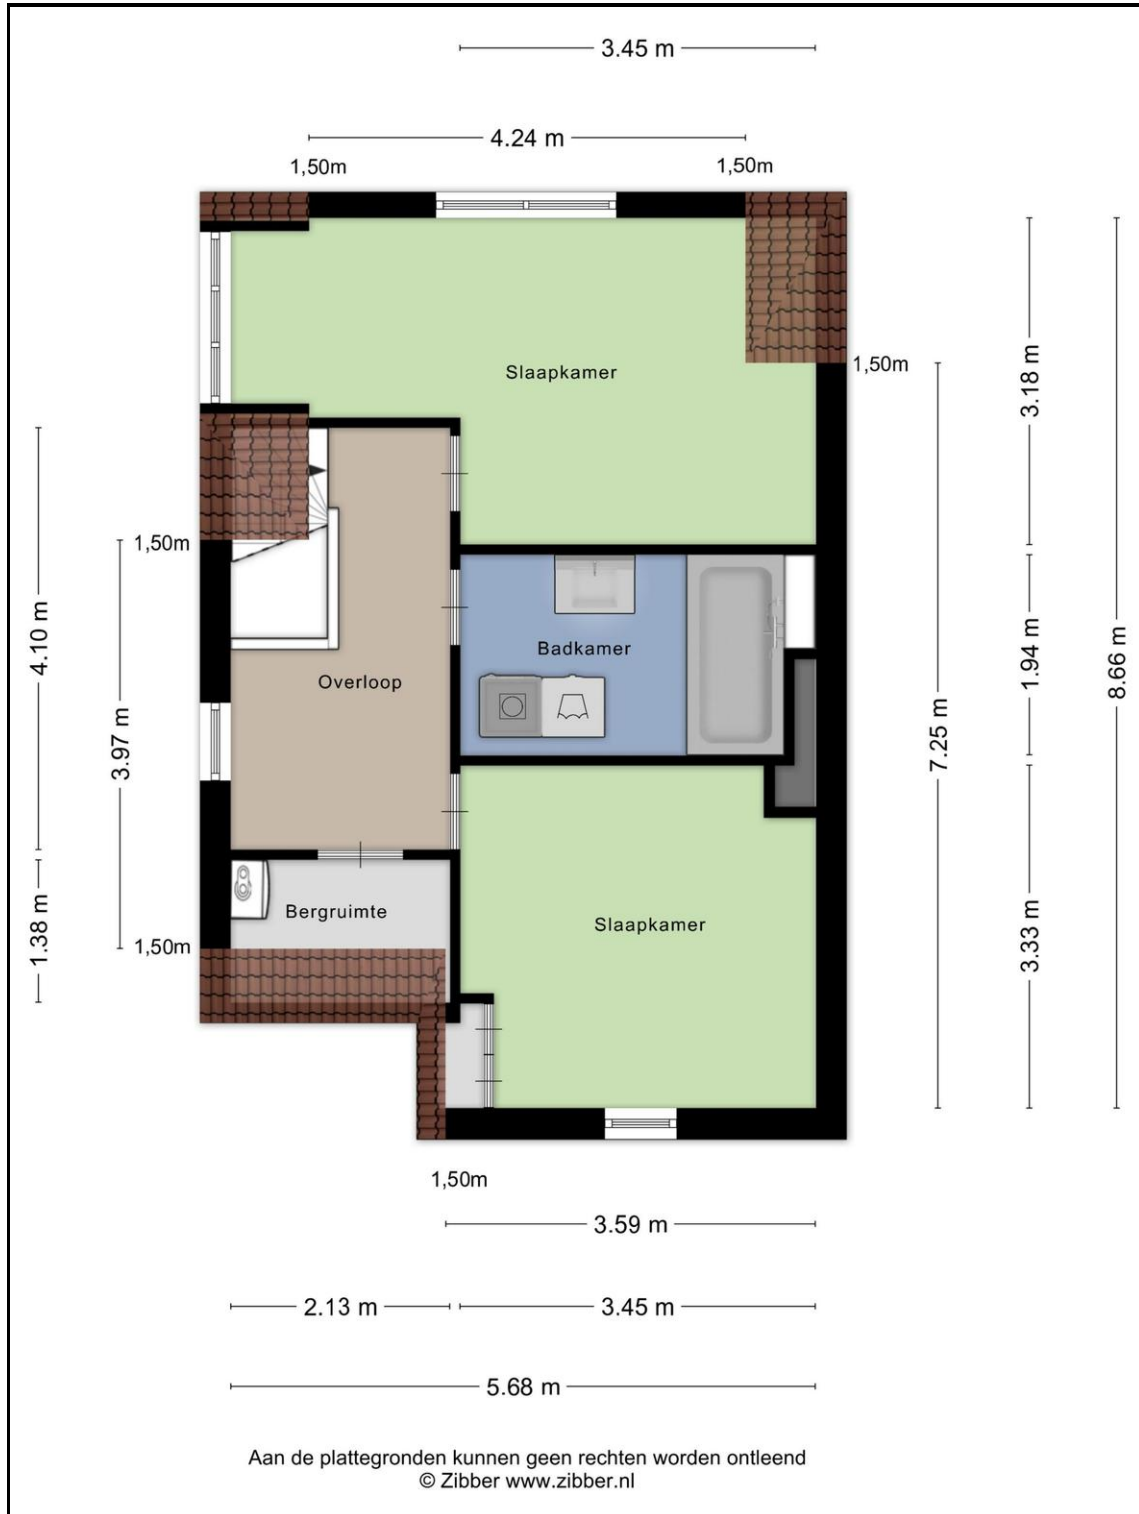 3.45 m
4.24 m
1,50m
1,50m
Slaapkamer
1,50m
3.18 m
1,50m
4.10 m
Badkamer
1.94 m
8.66 m
Overloop
3.97 m
7.25 m
Bergruimte
Slaapkamer
1.38 m
1,50m
3.33 m
1,50m
3.59 m
2.13 m
3.45 m
5.68 m
Aan de plattegronden kunnen geen rechten worden ontleend
© Zibber www.zibber.nl